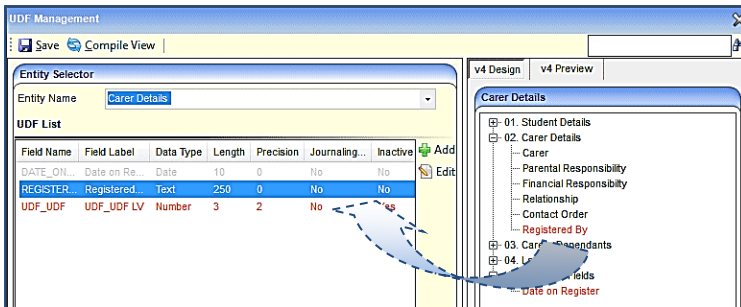 UDF Management
Save Compile View
Entity Selector
Entity Name Carer Details
UDF List
Field Name Field Label Data Type Length Precision Journaling... Inactive
DATE_ON... Date on Re... Date 10 0 No No
REGISTER... Registered... Text 250 0 No No
UDF_UDF UDF_UDF LV Number 3 2 No Yes
Add
Edit
v4 Design v4 Preview
Carer Details
01. Student Details
02. Carer Details
Carer
Parental Responsibility
Financial Responsibility
Relationship
Contact Order
Registered By
03. Dependants
04.
Date on Register